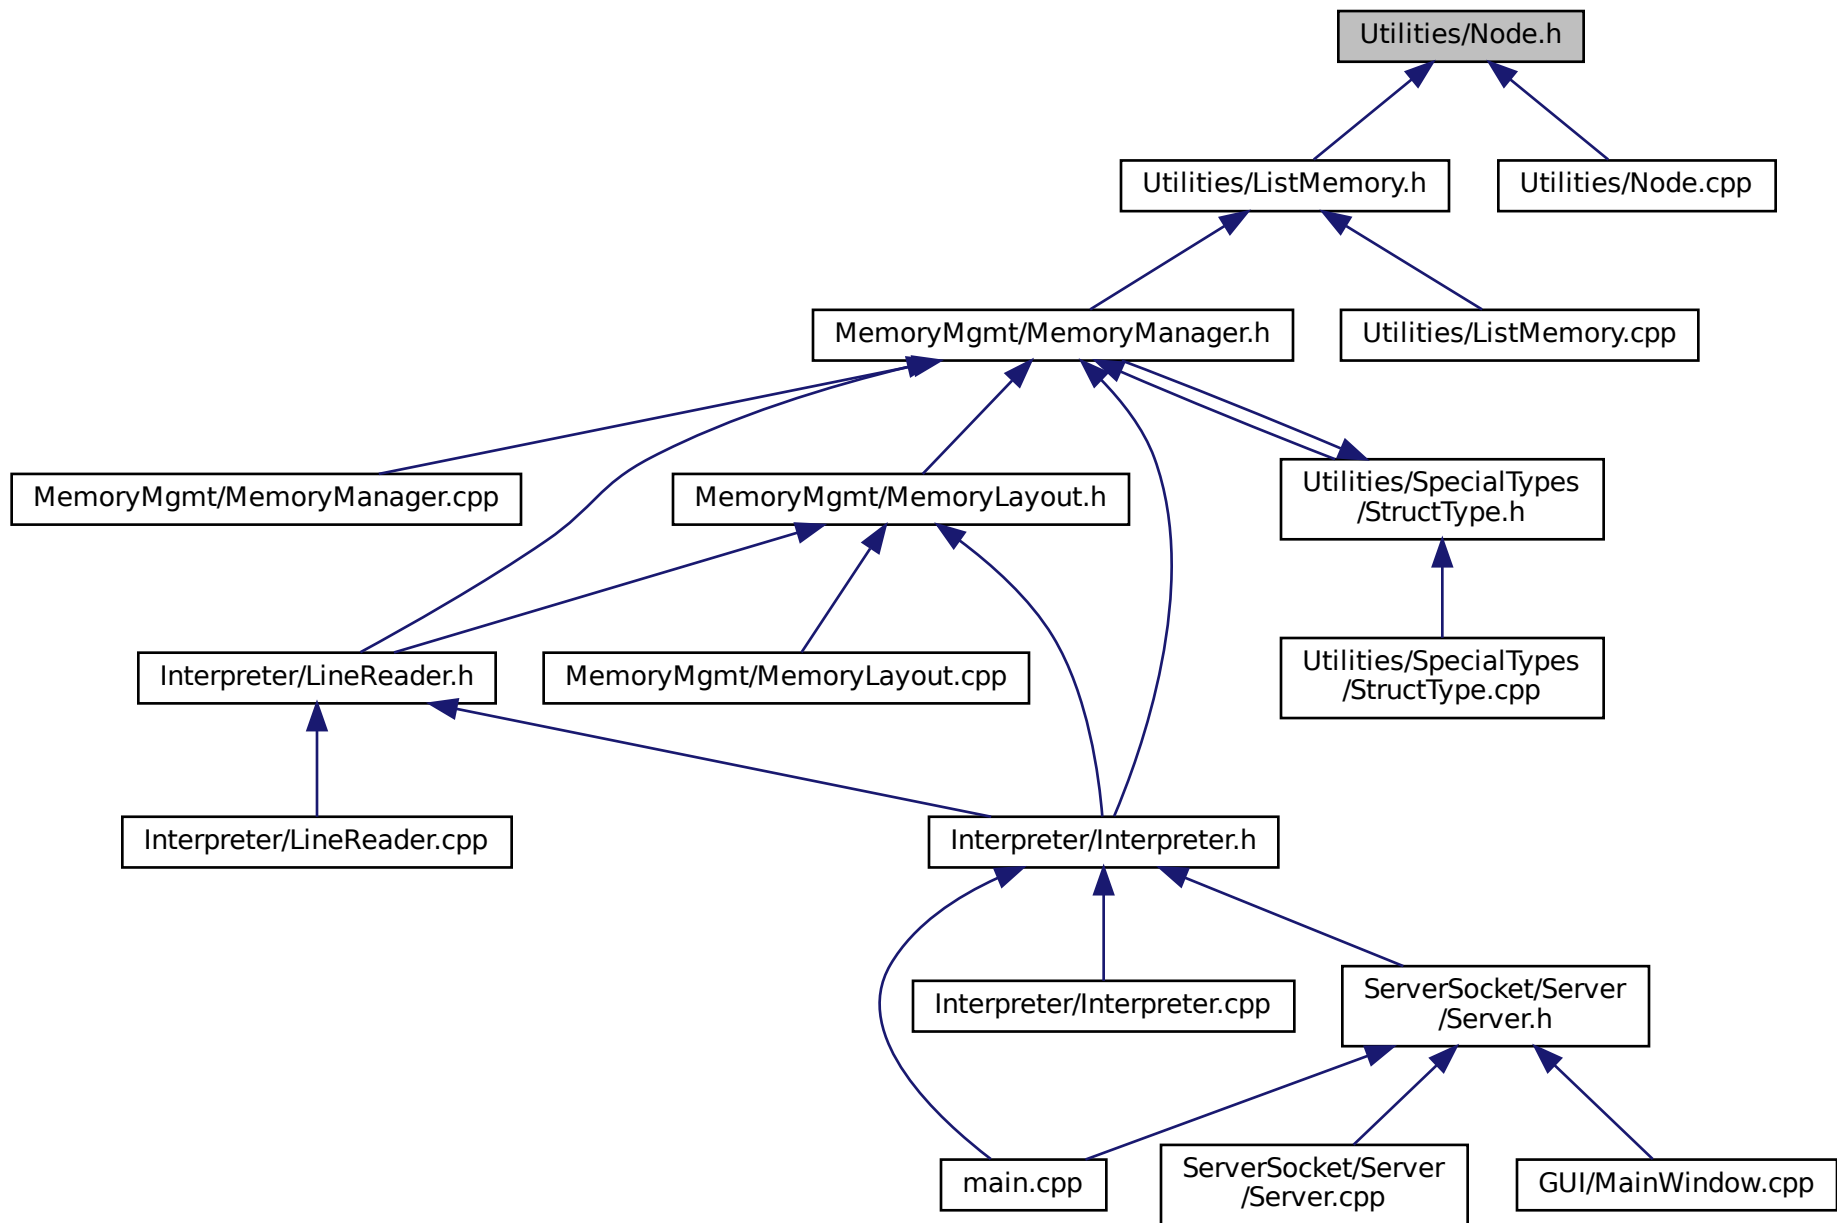 Utilities/Node.h
Utilities/ListMemory.h
Utilities/Node.cpp
MemoryMgmt/MemoryManager.h
Utilities/ListMemory.cpp
MemoryMgmt/MemoryManager.cpp
MemoryMgmt/MemoryLayout.h
Utilities/SpecialTypes
/StructType.h
Interpreter/LineReader.h
MemoryMgmt/MemoryLayout.cpp
Utilities/SpecialTypes
/StructType.cpp
Interpreter/LineReader.cpp
Interpreter/Interpreter.h
Interpreter/Interpreter.cpp
ServerSocket/Server
/Server.h
main.cpp
ServerSocket/Server
/Server.cpp
GUI/MainWindow.cpp